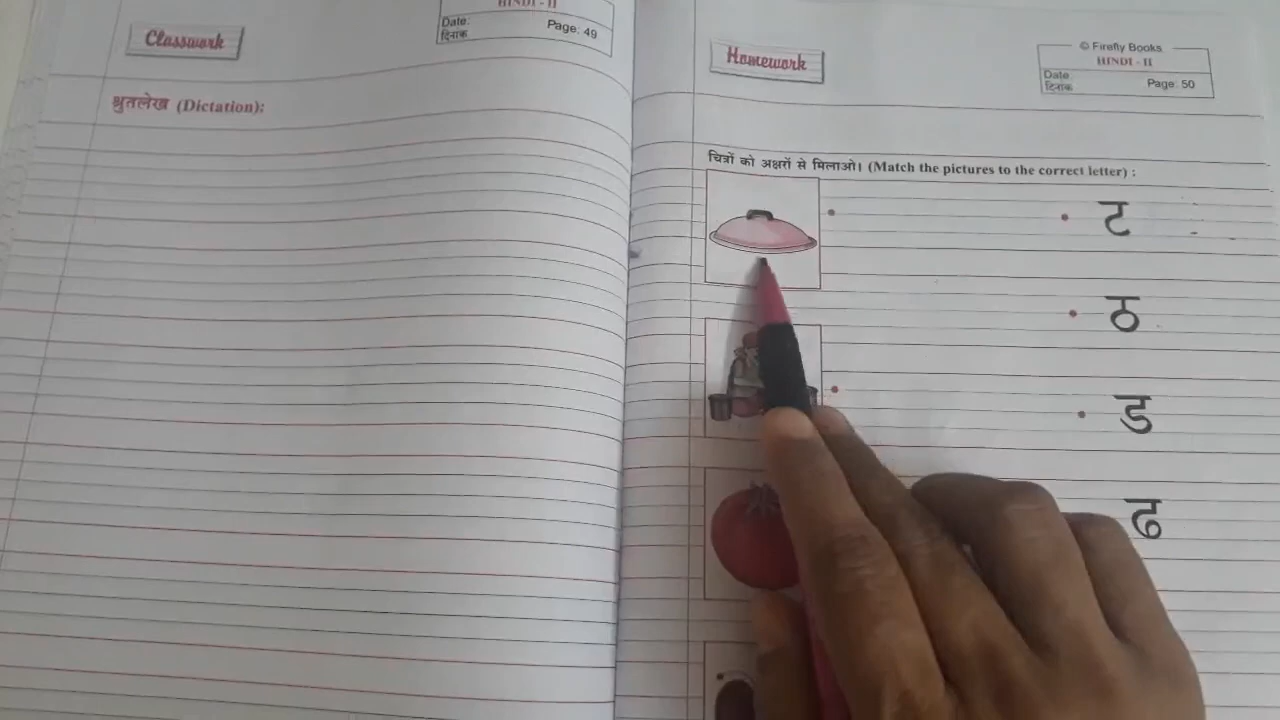 Classwork
HINDI - II
Date:
दिनांक
Page: 49
श्रुतलेख (Dictation):
Homework
© Firefly Books
HINDI - II
Date
दिनांक
Page: 50
चित्रों को अक्षरों से मिलाओ। (Match the pictures to the correct letter) :
ट
ठ
ड
ढ